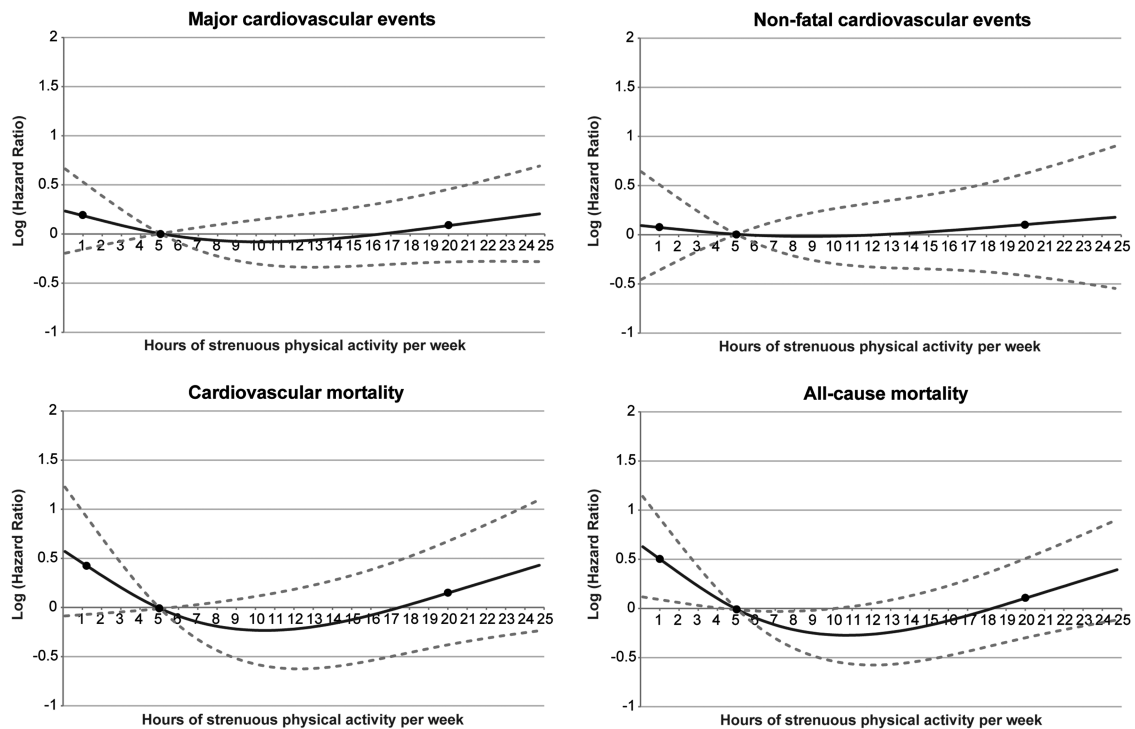 Major cardiovascular events
2
1.5
1
0.5
0
-0.5
-1
Log (Hazard Ratio)
1 2 3 4 5 6 7 8 9 10 11 12 13 14 15 16 17 18 19 20 21 22 23 24 25
Hours of strenuous physical activity per week
Non-fatal cardiovascular events
2
1.5
1
0.5
0
-0.5
-1
Log (Hazard Ratio)
1 2 3 4 5 6 7 8 9 10 11 12 13 14 15 16 17 18 19 20 21 22 23 24 25
Hours of strenuous physical activity per week
Cardiovascular mortality
2
1.5
1
0.5
0
-0.5
-1
Log (Hazard Ratio)
1 2 3 4 5 6 7 8 9 10 11 12 13 14 15 16 17 18 19 20 21 22 23 24 25
Hours of strenuous physical activity per week
All-cause mortality
2
1.5
1
0.5
0
-0.5
-1
Log (Hazard Ratio)
1 2 3 4 5 6 7 8 9 10 11 12 13 14 15 16 17 18 19 20 21 22 23 24 25
Hours of strenuous physical activity per week